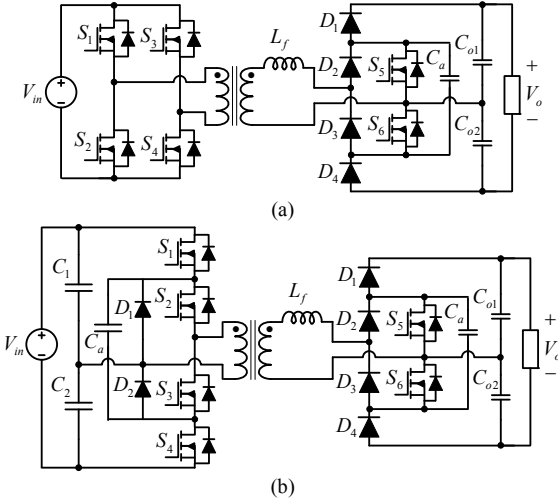 S1 S3 Lf D1 Ca Co1 +
Vin D2 S5 Vo
S2 S4 D3 S6 Co2 −
D4
(a)
S1
C1 D1 S2 Lf D1 Ca Co1 +
Vin Ca D2 S5 Vo
C2 D2 S3 D3 S6 Co2 −
S4 D4
(b)